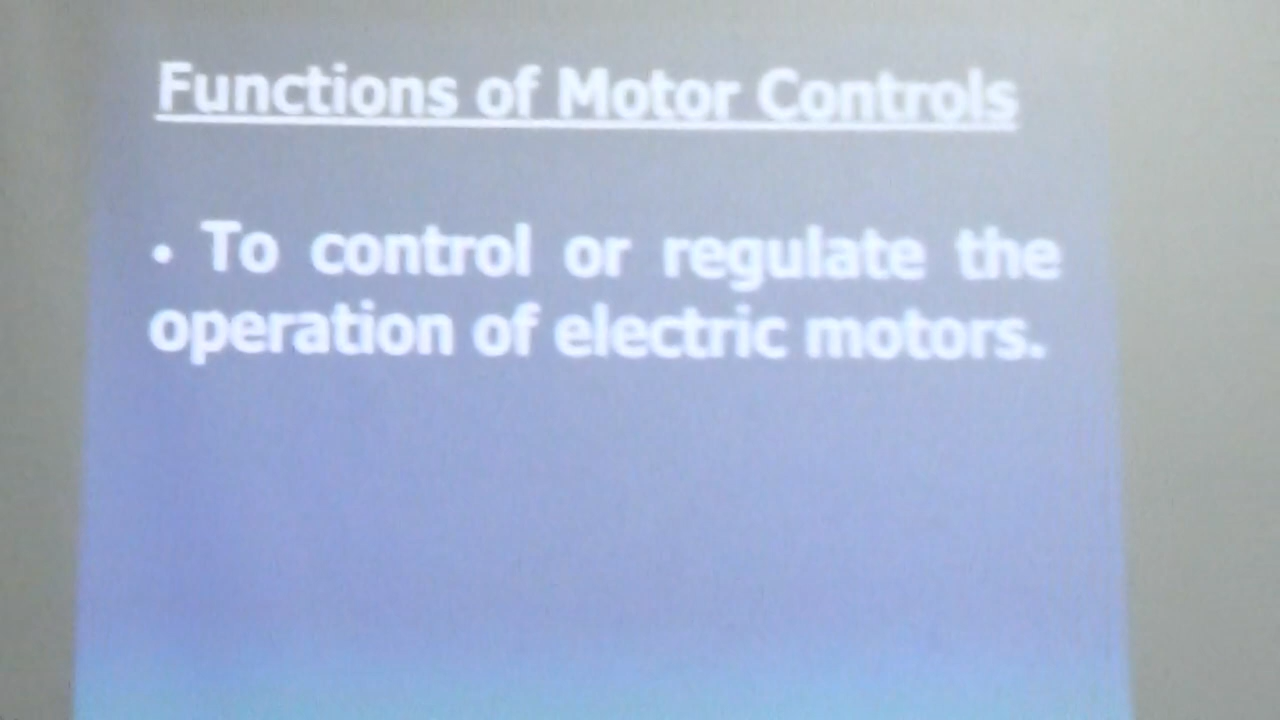 Functions of Motor Controls
• To control or regulate the
operation of electric motors.